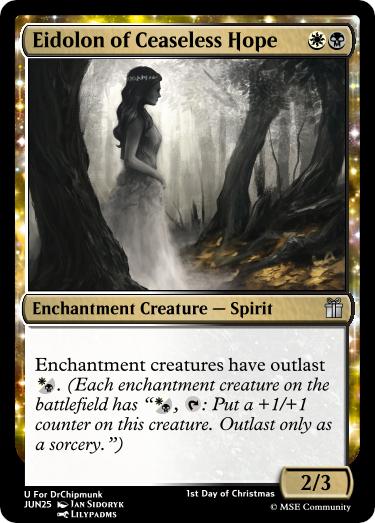 Eidolon of Ceaseless Hope
Enchantment Creature — Spirit
Enchantment creatures have outlast
. (Each enchantment creature on the
battlefield has “ , : Put a +1/+1
counter on this creature. Outlast only as
a sorcery.”)
2/3
U For DrChipmunk
1st Day of Christmas
© MSE Community
JUN25 Ian Sidoryk
Lilypadms